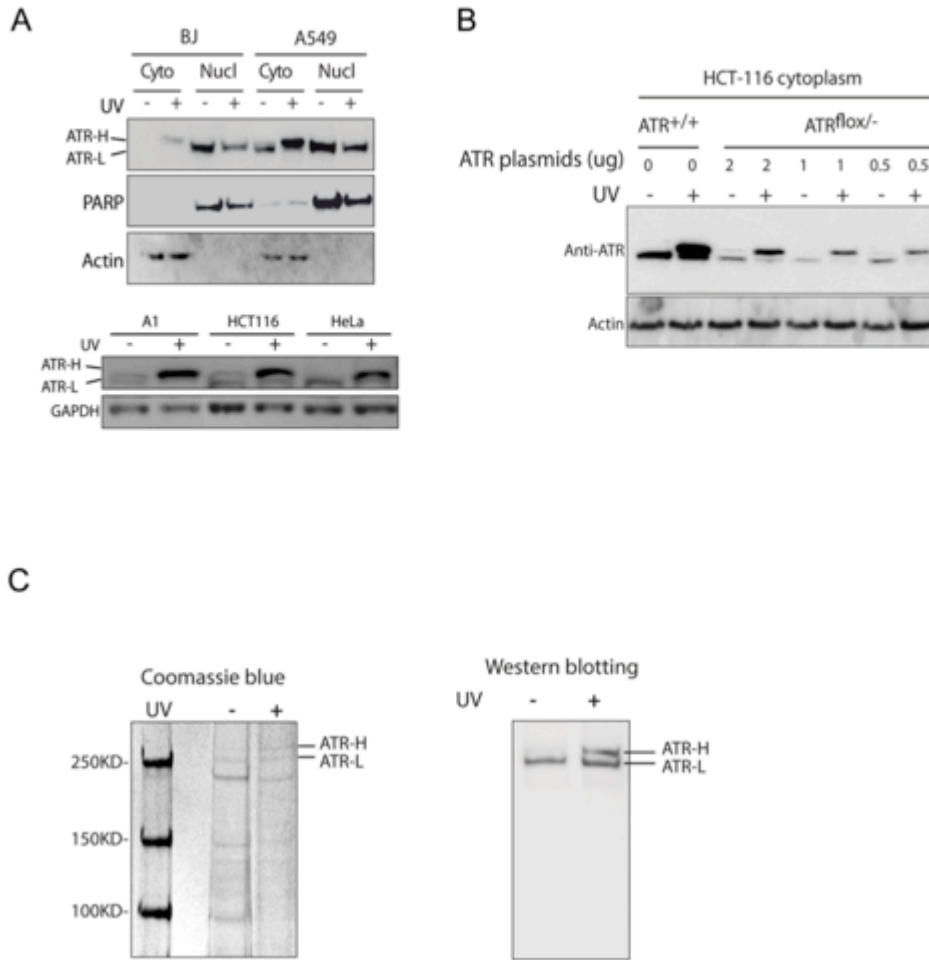 A
BJ A549
Cyto Nucl Cyto Nucl
UV - + - + - + - +
ATR-H
ATR-L
PARP
Actin
A1 HCT116 HeLa
UV - + - + - +
ATR-H
ATR-L
GAPDH
B
HCT-116 cytoplasm
ATR+/+ ATRflox/-
ATR plasmids (ug) 0 0 2 2 1 1 0.5 0.5
UV - + - + - + - +
Anti-ATR
Actin
C
Coomassie blue
UV - +
ATR-H
ATR-L
250KD-
150KD-
100KD-
Western blotting
UV - +
ATR-H
ATR-L